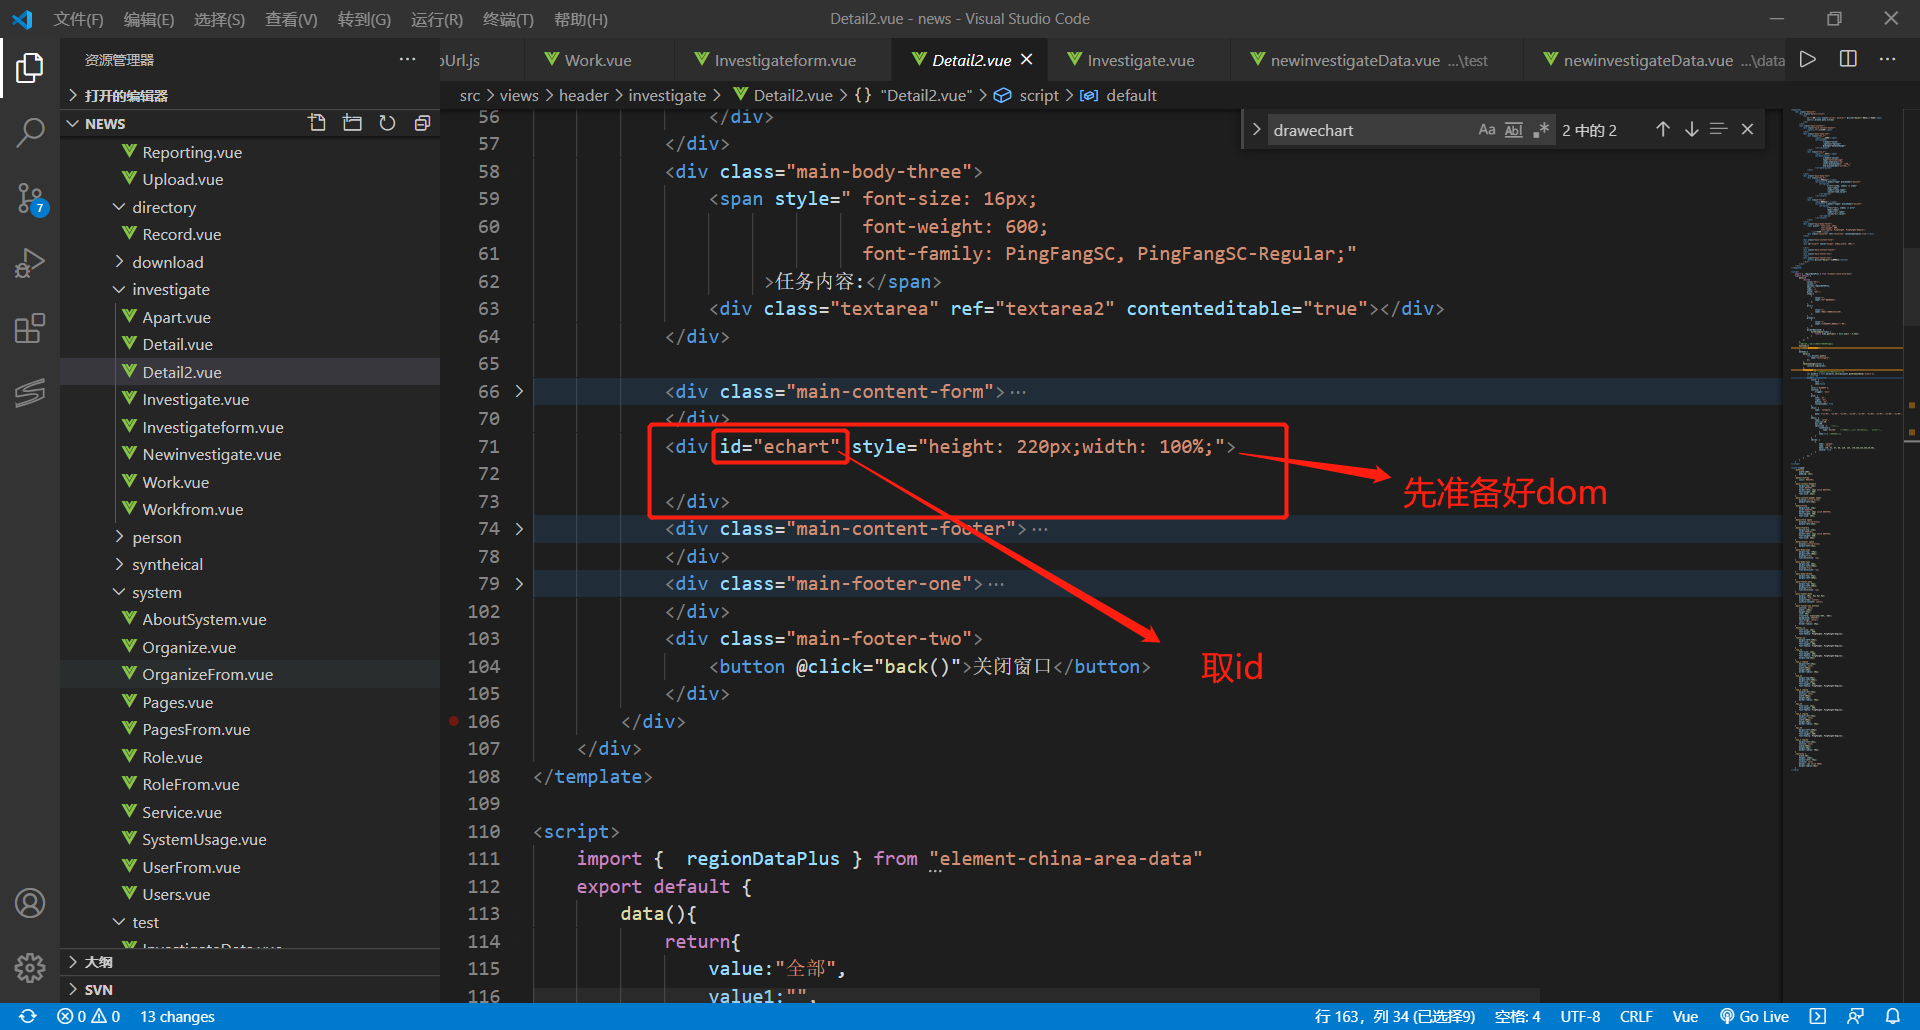 文件(F) 编辑(E) 选择(S) 查看(V) 转到(G) 运行(R) 终端(T) 帮助(H) Detail2.vue - news - Visual Studio Code
资源管理器 ···
pUrl.js Work.vue Investigateform.vue Detail2.vue Investigate.vue newinvestigateData.vue ...\test newinvestigateData.vue ...\data ···
打开的编辑器
src > views > header > investigate > Detail2.vue > {} "Detail2.vue" > script > default
NEWS
drawechart Aa Abl .* 2 中的 2
Reporting.vue
Upload.vue
directory
Record.vue
download
investigate
Apart.vue
Detail.vue
Detail2.vue
Investigate.vue
Investigateform.vue
Newinvestigate.vue
Work.vue
Workfrom.vue
person
syntheical
system
AboutSystem.vue
Organize.vue
OrganizeFrom.vue
Pages.vue
PagesFrom.vue
Role.vue
RoleFrom.vue
Service.vue
SystemUsage.vue
UserFrom.vue
Users.vue
test
InvestigateData.vue
大纲
SVN
7
56 </div>
57 </div>
58 <div class="main-body-three">
59 <span style=" font-size: 16px;
60 font-weight: 600;
61 font-family: PingFangSC, PingFangSC-Regular;"
62 >任务内容:</span>
63 <div class="textarea" ref="textarea2" contenteditable="true"></div>
64 </div>
65
66 <div class="main-content-form">···
70 </div>
71 <div id="echart" style="height: 220px;width: 100%;">
72
先准备好dom
73 </div>
74 <div class="main-content-footer">···
78 </div>
79 <div class="main-footer-one">···
102 </div>
103 <div class="main-footer-two">
104 <button @click="back()">关闭窗口</button>
取id
105 </div>
106 </div>
107 </div>
108 </template>
109
110 <script>
111 import { regionDataPlus } from "element-china-area-data"
112 export default {
113 data(){
114 return{
115 value:"全部",
116 value1:"",
0 0 13 changes 行 163，列 34 (已选择9) 空格: 4 UTF-8 CRLF Vue Go Live